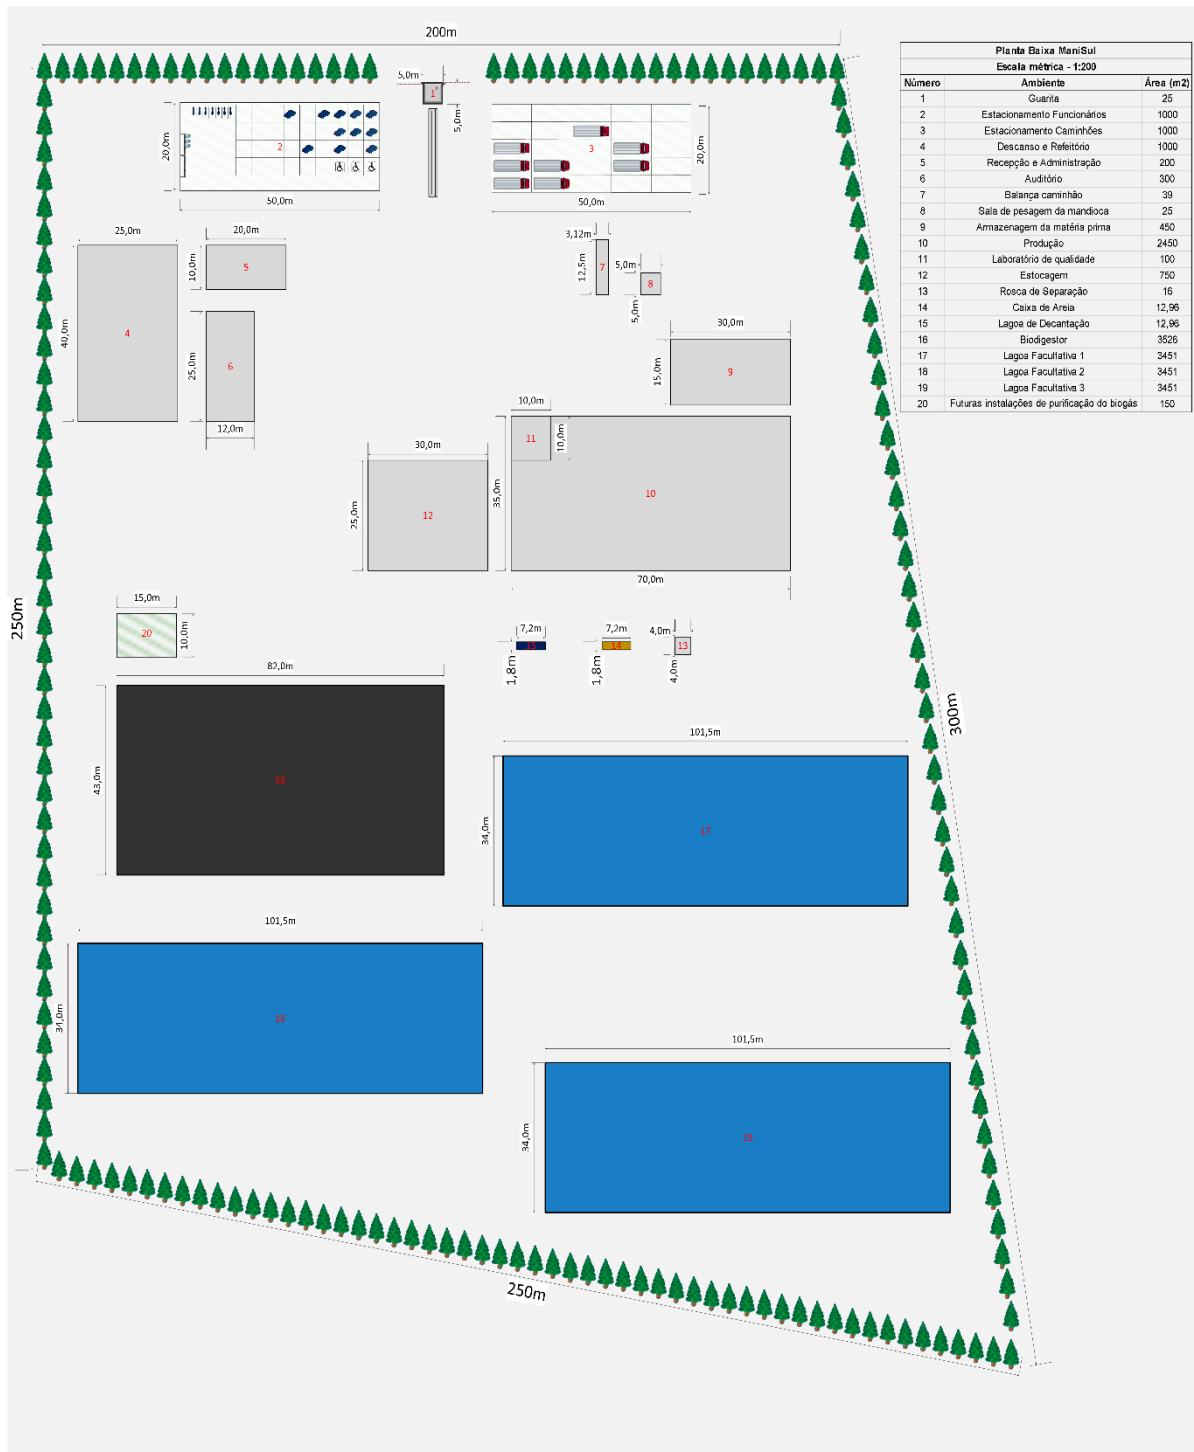 200m
Planta Baixa ManiSul
Escala métrica - 1:200
Número Ambiente Área (m2)
1 Guarita 25
2 Estacionamento Funcionários 1000
3 Estacionamento Caminhões 1000
4 Descanso e Refeitório 1000
5 Recepção e Administração 200
6 Auditório 300
7 Balança caminhão 39
8 Sala de pesagem da mandioca 25
9 Armazenagem da matéria prima 450
10 Produção 2450
11 Laboratório de qualidade 100
12 Estocagem 750
13 Rosca de Separação 16
14 Caixa de Areia 12,96
15 Lagoa de Decantação 12,96
16 Biodigestor 3526
17 Lagoa Facultativa 1 3451
18 Lagoa Facultativa 2 3451
19 Lagoa Facultativa 3 3451
20 Futuras instalações de purificação do biogás 150
5,0m
1
5,0m
20,0m
2
50,0m
3
20,0m
50,0m
25,0m
40,0m
4
20,0m
10,0m
5
25,0m
6
12,0m
3,12m
12,5m
7
5,0m
8
5,0m
30,0m
15,0m
9
10,0m
11
10,0m
35,0m
10
70,0m
30,0m
25,0m
12
250m
15,0m
20
10,0m
7,2m
15
1,8m
7,2m
14
1,8m
4,0m
13
4,0m
82,0m
43,0m
16
101,5m
34,0m
17
300m
101,5m
34,0m
18
101,5m
34,0m
19
250m